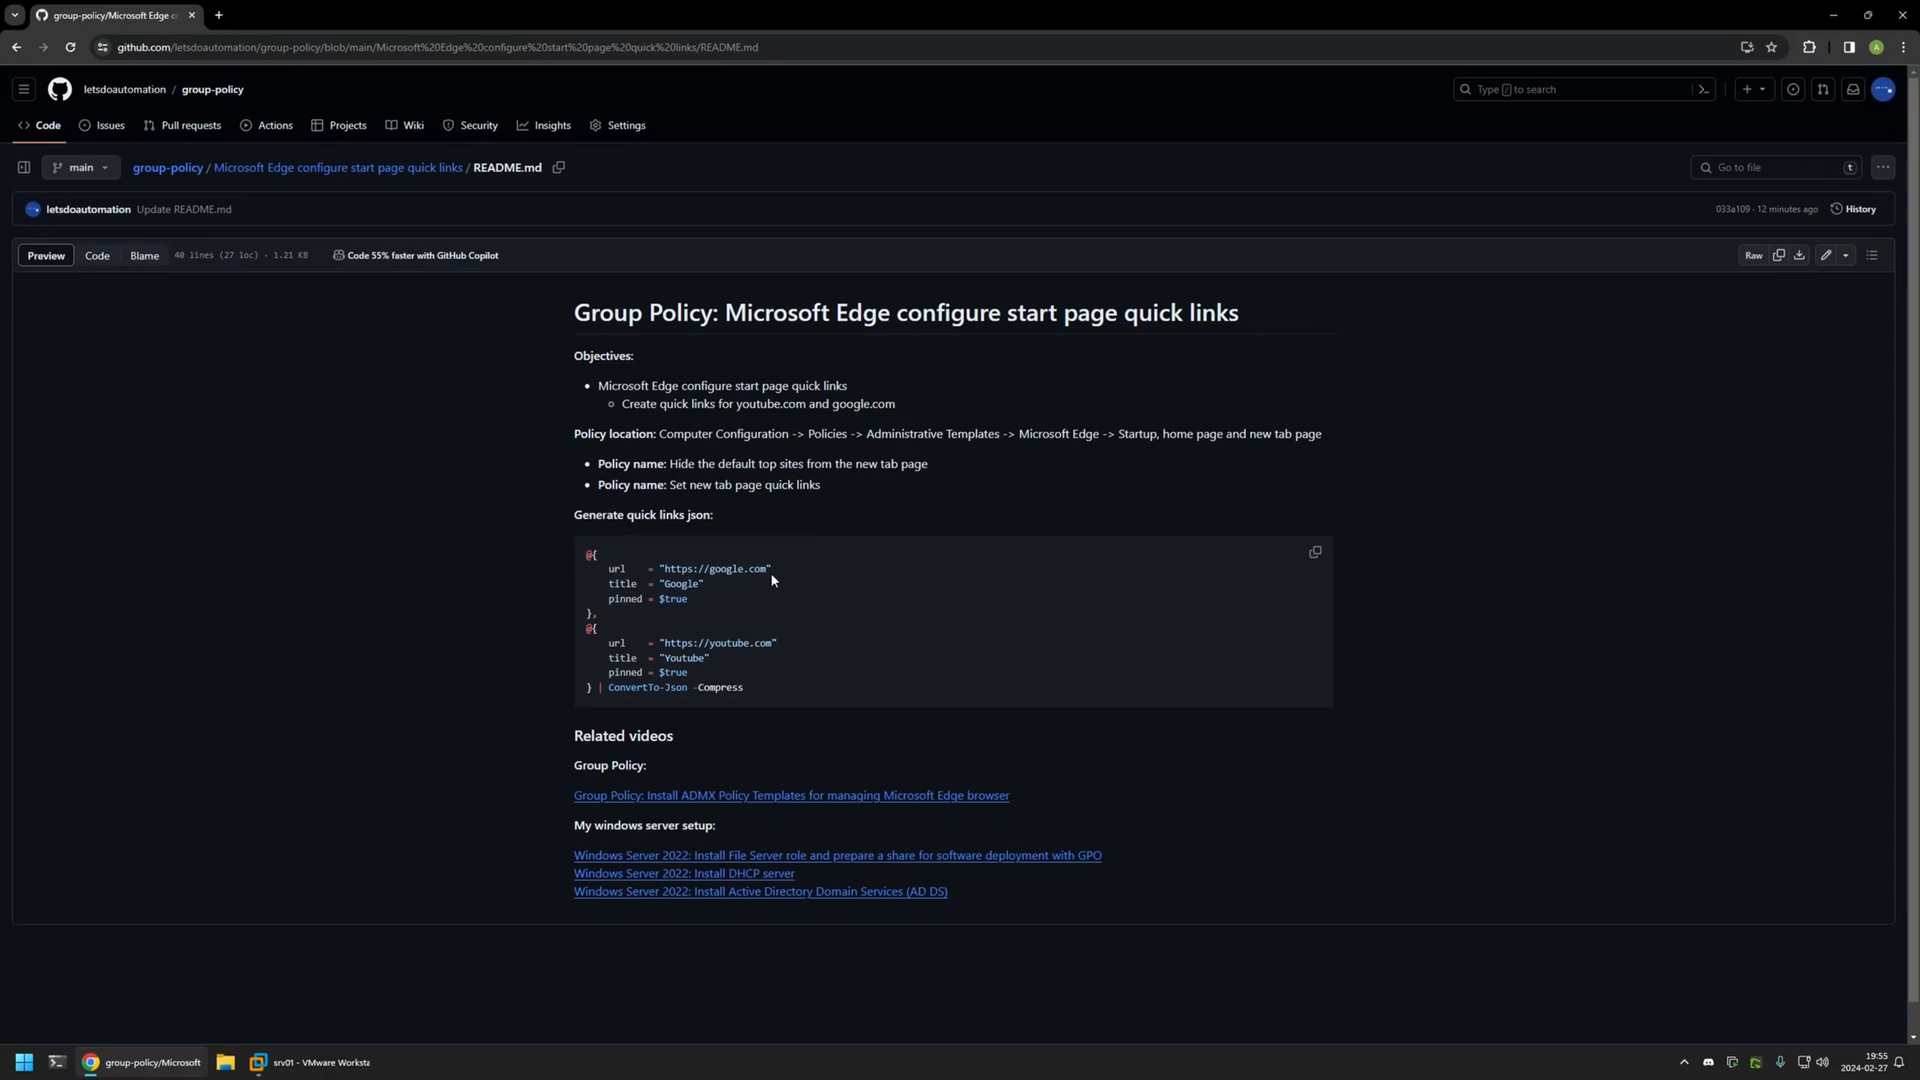 group-policy/Microsoft Edge c
github.com/letsdoautomation/group-policy/blob/main/Microsoft%20Edge%20configure%20start%20page%20quick%20links/README.md
A
letsdoautomation / group-policy
Type / to search
Code Issues Pull requests Actions Projects Wiki Security Insights Settings
main
group-policy / Microsoft Edge configure start page quick links / README.md
Go to file t
letsdoautomation Update README.md
033a109 · 12 minutes ago History
Preview Code Blame 40 lines (27 loc) · 1.21 KB Code 55% faster with GitHub Copilot
Raw
Group Policy: Microsoft Edge configure start page quick links
Objectives:
• Microsoft Edge configure start page quick links
○ Create quick links for youtube.com and google.com
Policy location: Computer Configuration -> Policies -> Administrative Templates -> Microsoft Edge -> Startup, home page and new tab page
• Policy name: Hide the default top sites from the new tab page
• Policy name: Set new tab page quick links
Generate quick links json:
@{
url = "https://google.com"
title = "Google"
pinned = $true
},
@{
url = "https://youtube.com"
title = "Youtube"
pinned = $true
} | ConvertTo-Json -Compress
Related videos
Group Policy:
Group Policy: Install ADMX Policy Templates for managing Microsoft Edge browser
My windows server setup:
Windows Server 2022: Install File Server role and prepare a share for software deployment with GPO
Windows Server 2022: Install DHCP server
Windows Server 2022: Install Active Directory Domain Services (AD DS)
group-policy/Microsoft
srv01 - VMware Worksta
19:55
2024-02-27